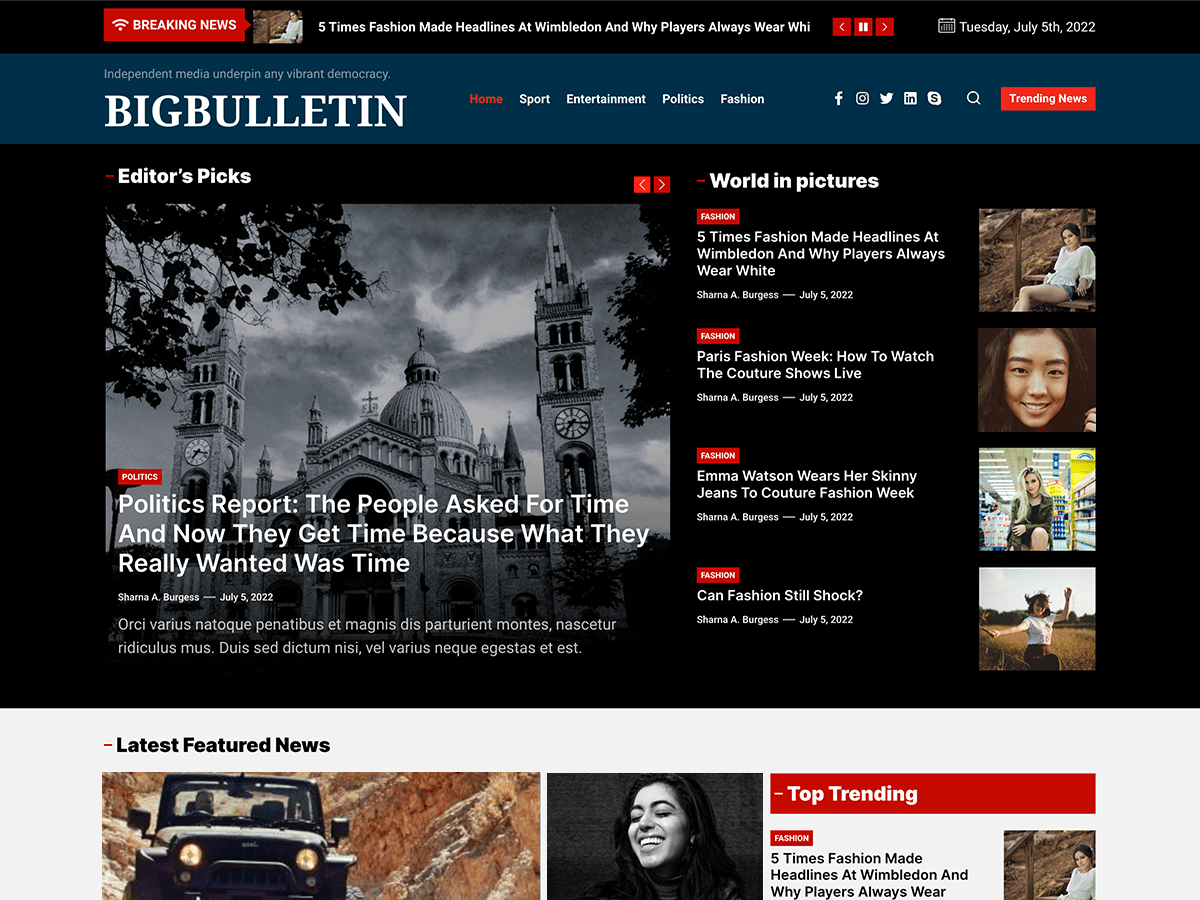 BREAKING NEWS
5 Times Fashion Made Headlines At Wimbledon And Why Players Always Wear Whi
Tuesday, July 5th, 2022
Independent media underpin any vibrant democracy.
BIGBULLETIN
Home Sport Entertainment Politics Fashion
Trending News
Editor’s Picks
POLITICS
Politics Report: The People Asked For Time
And Now They Get Time Because What They
Really Wanted Was Time
Sharna A. Burgess — July 5, 2022
Orci varius natoque penatibus et magnis dis parturient montes, nascetur
ridiculus mus. Duis sed dictum nisi, vel varius neque egestas et est.
World in pictures
FASHION
5 Times Fashion Made Headlines At
Wimbledon And Why Players Always
Wear White
Sharna A. Burgess — July 5, 2022
FASHION
Paris Fashion Week: How To Watch
The Couture Shows Live
Sharna A. Burgess — July 5, 2022
FASHION
Emma Watson Wears Her Skinny
Jeans To Couture Fashion Week
Sharna A. Burgess — July 5, 2022
FASHION
Can Fashion Still Shock?
Sharna A. Burgess — July 5, 2022
Latest Featured News
Top Trending
FASHION
5 Times Fashion Made
Headlines At Wimbledon And
Why Players Always Wear